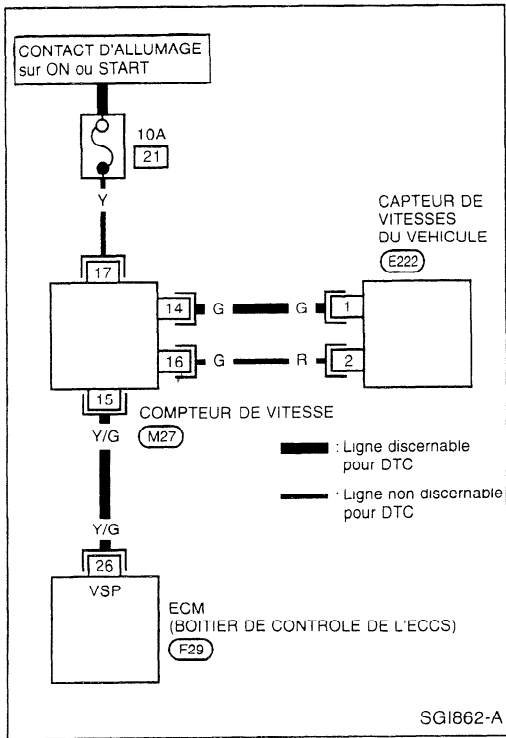 CONTACT D'ALLUMAGE
sur ON ou START
10A
21
Y
CAPTEUR DE
VITESSES
DU VEHICULE
E222
17
14
G
G
1
16
G
R
2
15
COMPTEUR DE VITESSE
M27
Y/G
: Ligne discernable
pour DTC
: Ligne non discernable
pour DTC
Y/G
26
VSP
ECM
(BOITIER DE CONTROLE DE L'ECCS)
F29
SGI862-A